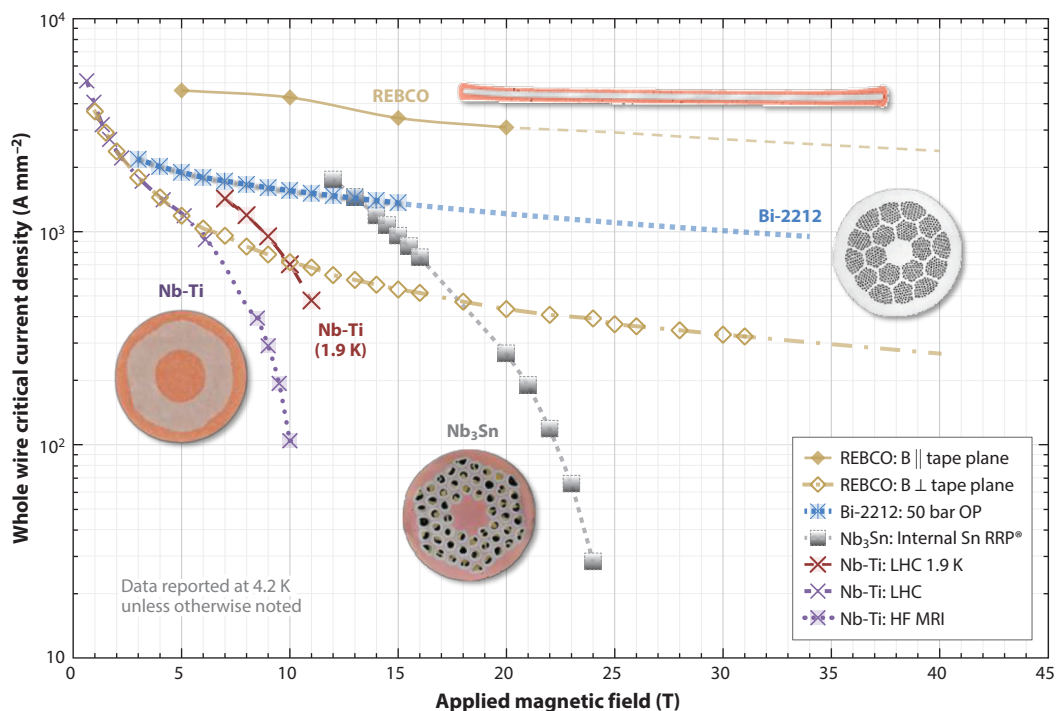 10⁴
10³
10²
10
Whole wire critical current density (A mm⁻²)
REBCO
Bi-2212
Nb-Ti
Nb-Ti
(1.9 K)
Nb₃Sn
Data reported at 4.2 K
unless otherwise noted
REBCO: B || tape plane
REBCO: B ⊥ tape plane
Bi-2212: 50 bar OP
Nb₃Sn: Internal Sn RRP®
Nb-Ti: LHC 1.9 K
Nb-Ti: LHC
Nb-Ti: HF MRI
0 5 10 15 20 25 30 35 40 45
Applied magnetic field (T)